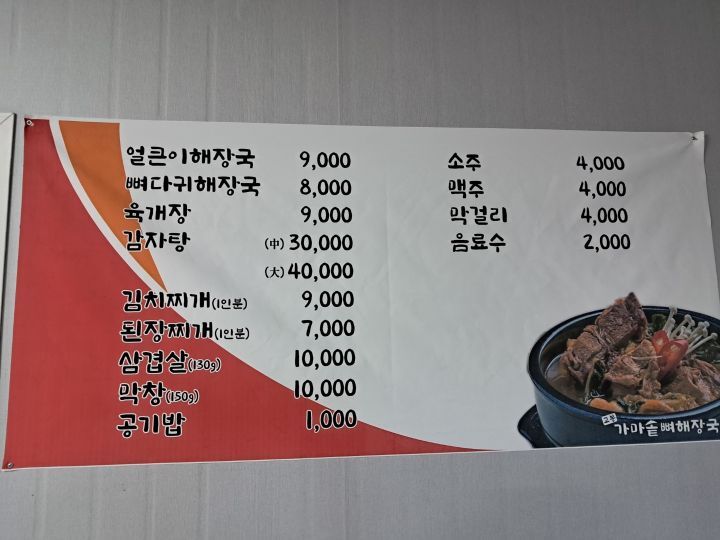 얼큰이해장국 9,000
뼈다귀해장국 8,000
육개장 9,000
감자탕 (中) 30,000
(大) 40,000
김치찌개(1인분) 9,000
된장찌개(1인분) 7,000
삼겹살(130g) 10,000
막창(150g) 10,000
공기밥 1,000
소주 4,000
맥주 4,000
막걸리 4,000
음료수 2,000
가마솥뼈해장국